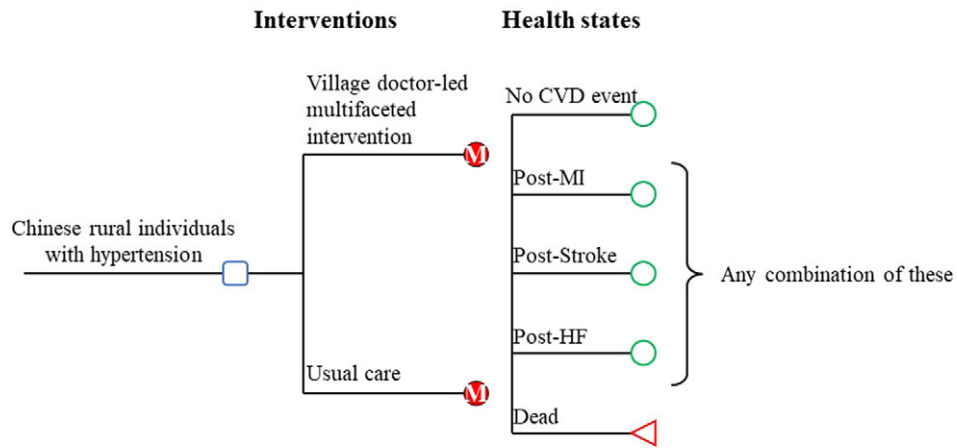 Interventions
Health states
Village doctor-led
multifaceted
intervention
M
No CVD event
Post-MI
Chinese rural individuals
with hypertension
Post-Stroke
Any combination of these
Post-HF
Usual care
M
Dead